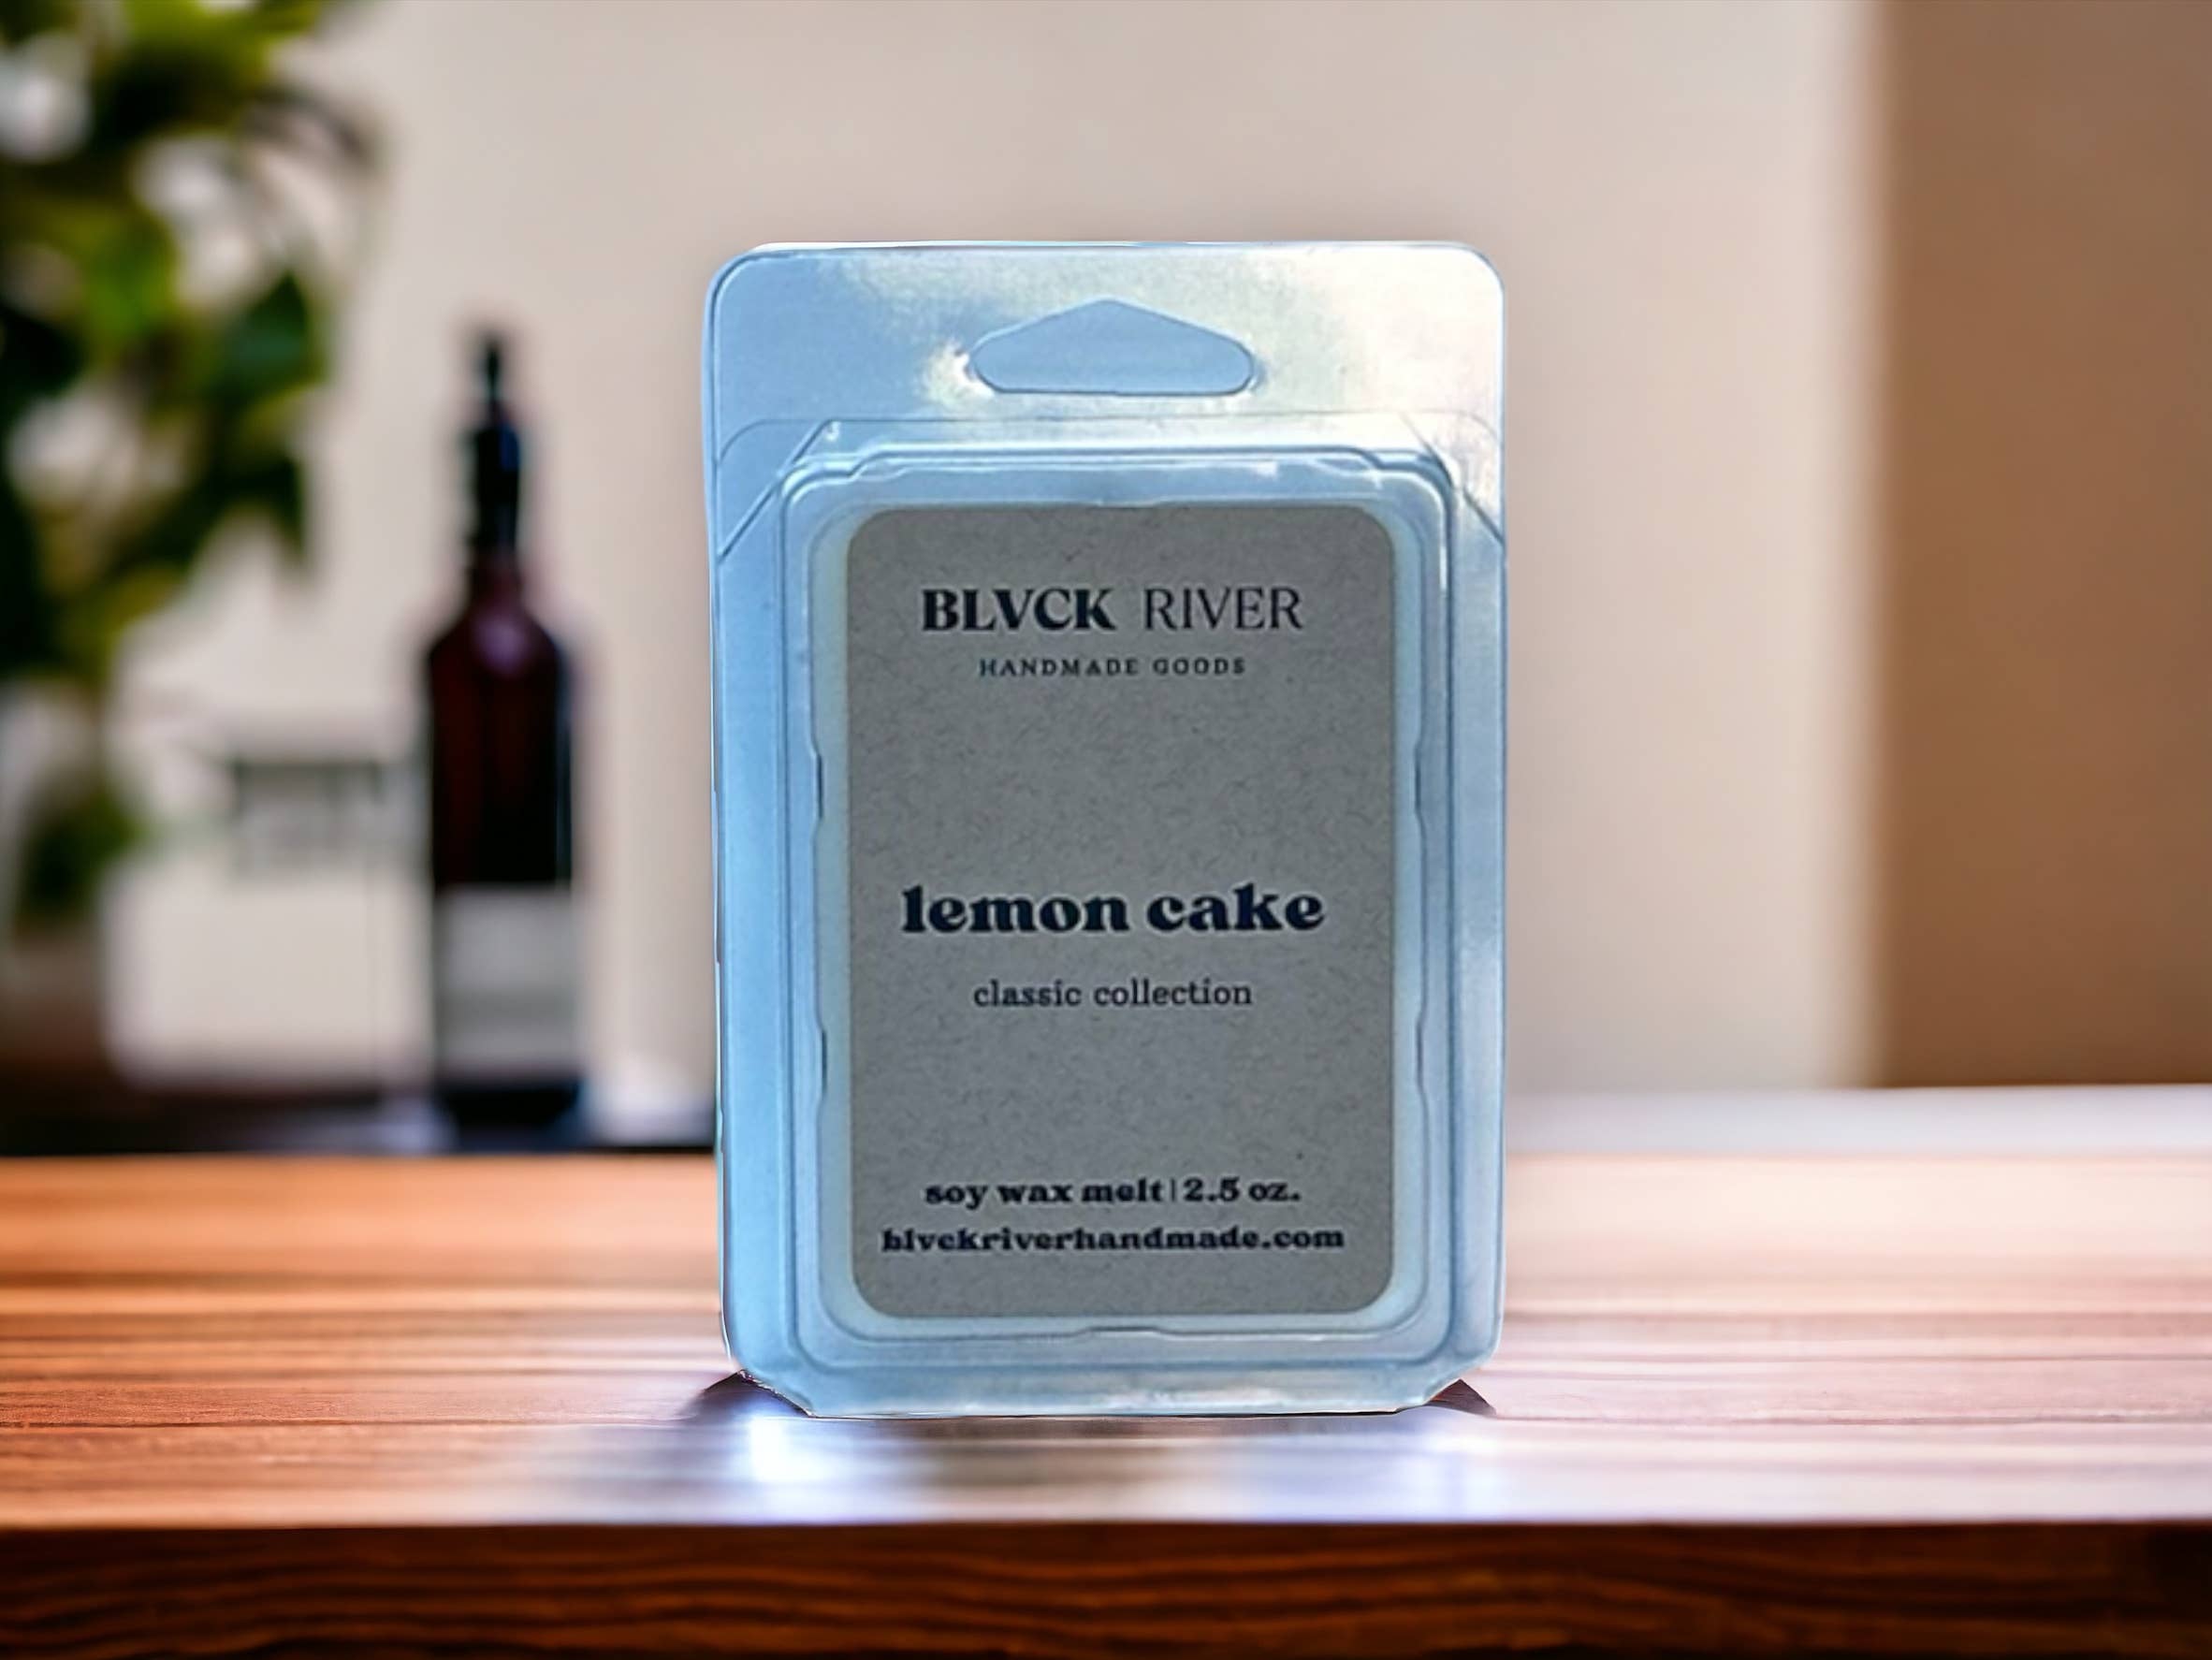 BLVCK RIVER
HANDMADE GOODS
lemon cake
classic collection
soy wax melt | 2.5 oz.
blvckriverhandmade.com